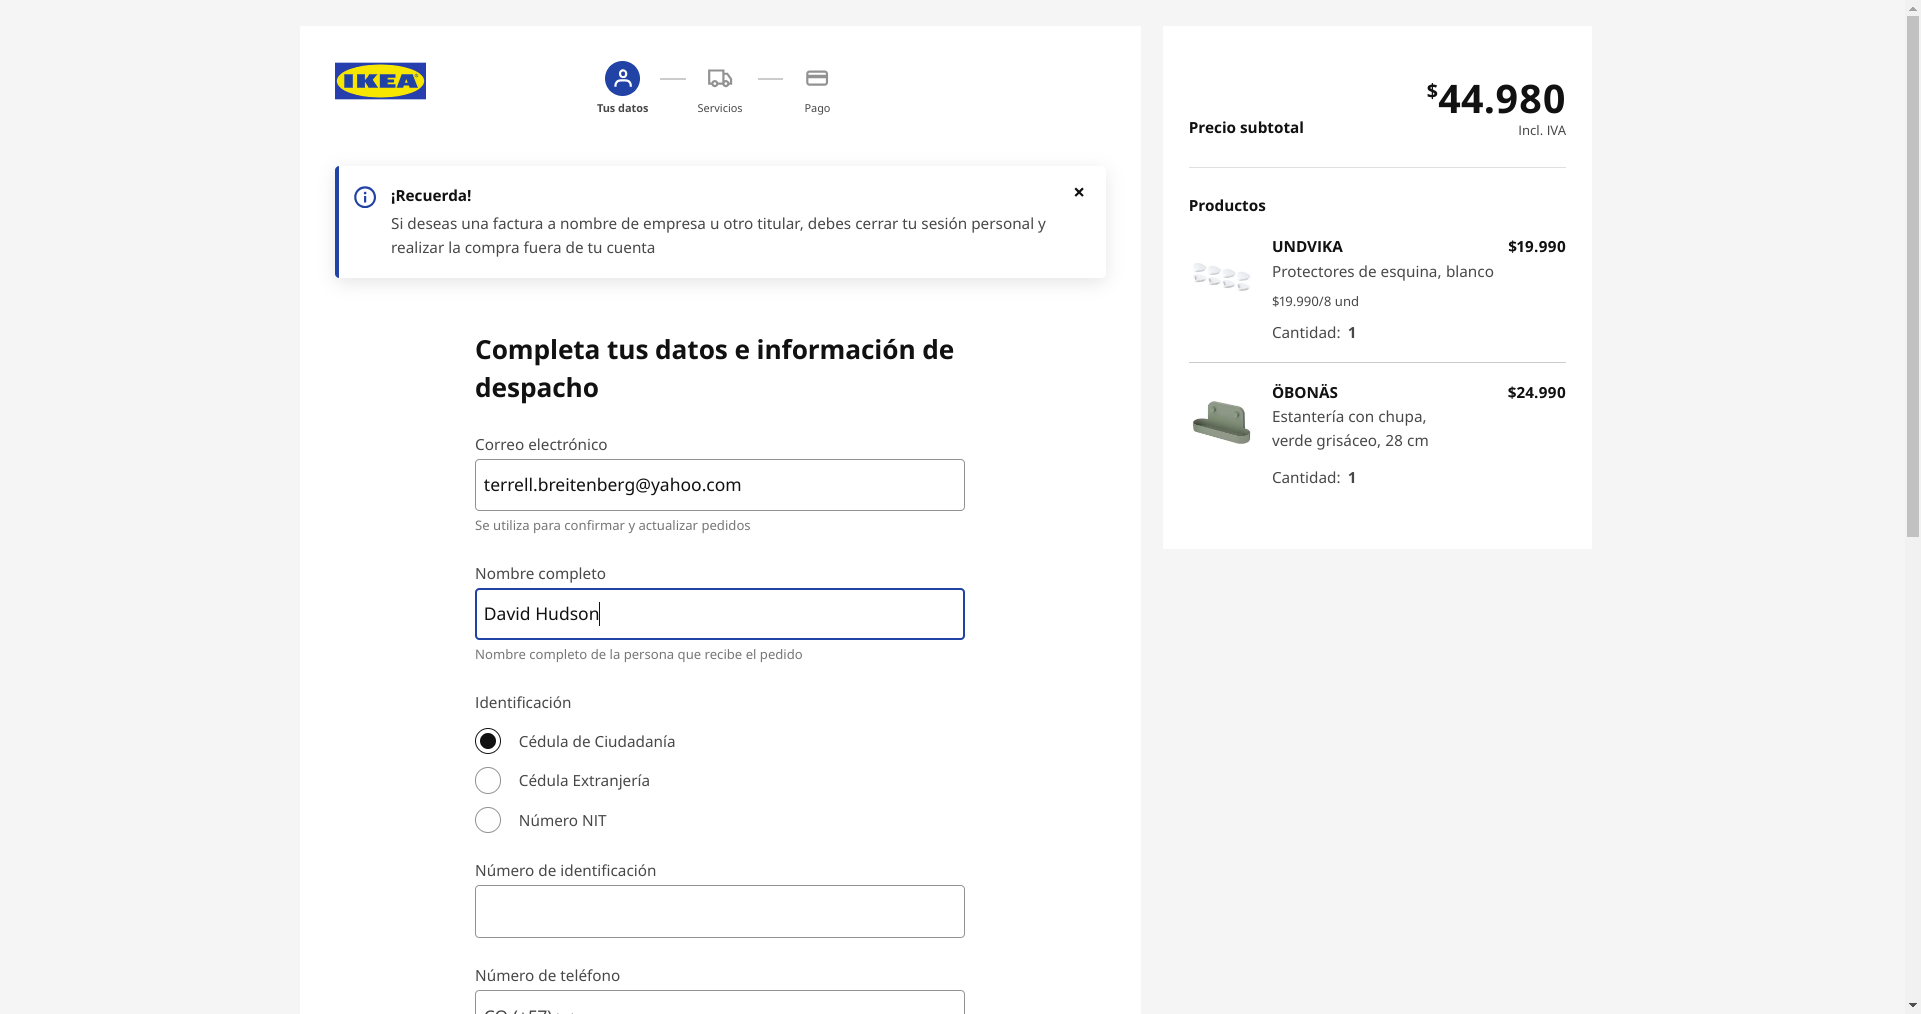 IKEA
Tus datos
Servicios
Pago
¡Recuerda!
Si deseas una factura a nombre de empresa u otro titular, debes cerrar tu sesión personal y
realizar la compra fuera de tu cuenta
Completa tus datos e información de
despacho
Correo electrónico
terrell.breitenberg@yahoo.com
Se utiliza para confirmar y actualizar pedidos
Nombre completo
David Hudson
Nombre completo de la persona que recibe el pedido
Identificación
Cédula de Ciudadanía
Cédula Extranjería
Número NIT
Número de identificación
Número de teléfono
CO (+57)
Precio subtotal
$44.980
Incl. IVA
Productos
UNDVIKA $19.990
Protectores de esquina, blanco
$19.990/8 und
Cantidad: 1
ÖBONÄS $24.990
Estantería con chupa,
verde grisáceo, 28 cm
Cantidad: 1